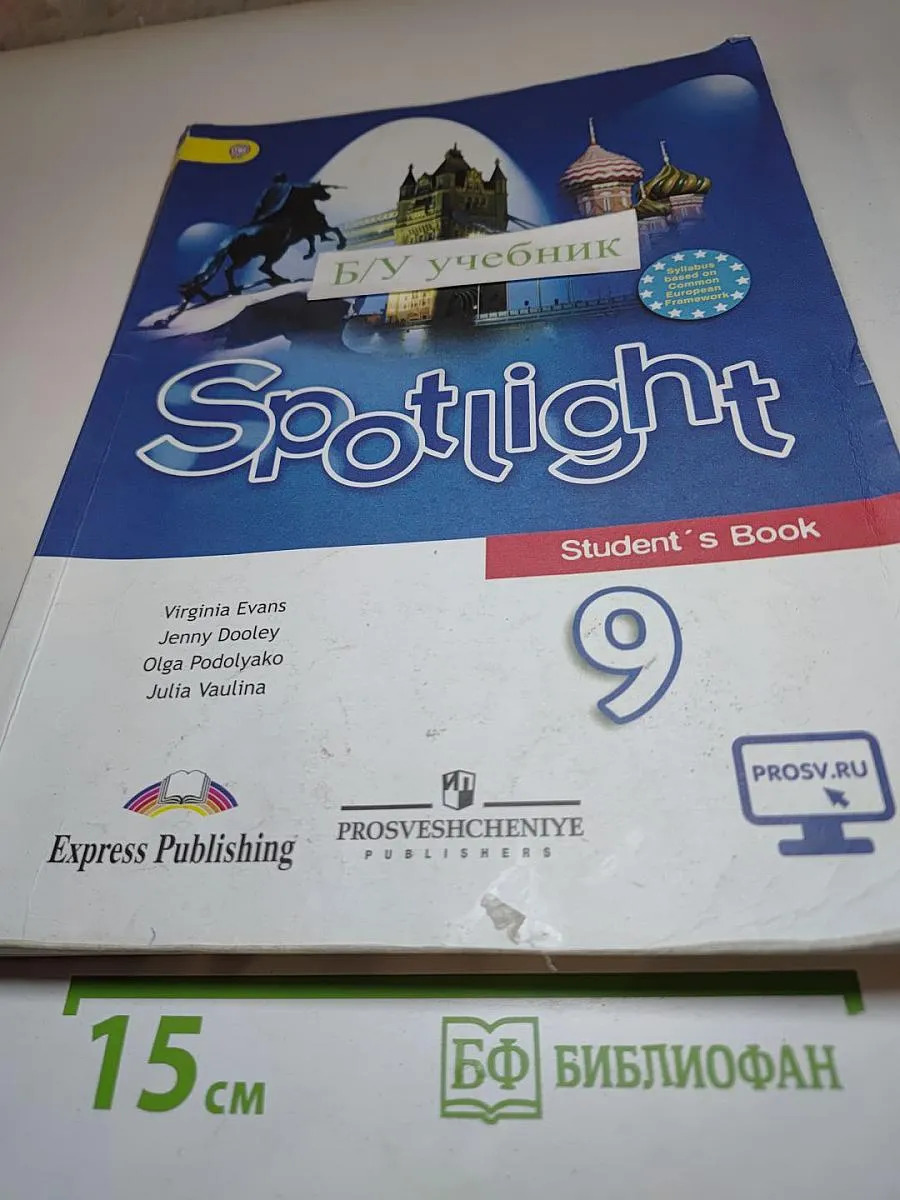 Б/У учебник
Syllabus
based on
Common
European
Framework
Spotlight
Student´s Book
9
Virginia Evans
Jenny Dooley
Olga Podolyako
Julia Vaulina
PROSV.RU
Express Publishing
ИП
PROSVESHCHENIYE
PUBLISHERS
15 см
БФ БИБЛИОФАН